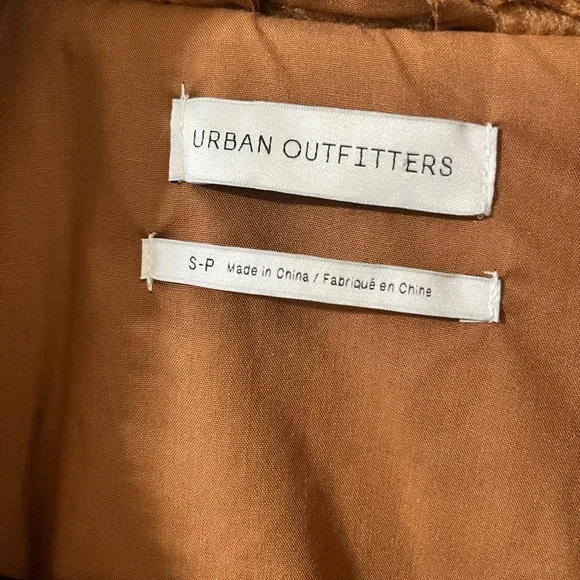 URBAN OUTFITTERS
S-P Made in China / Fabriqué en Chine